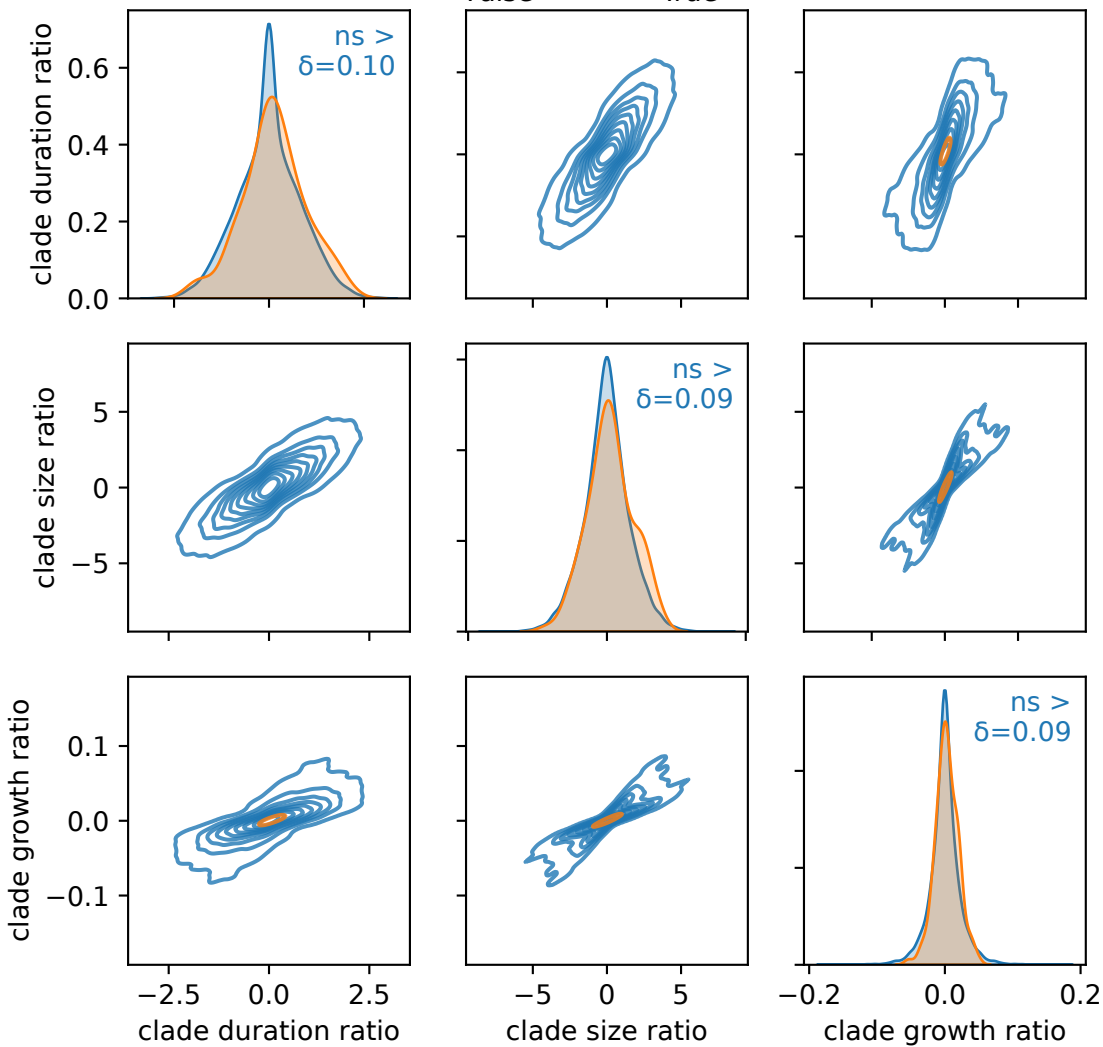 clade duration ratio
0.6
0.4
0.2
0.0
ns >
δ=0.10
clade size ratio
5
0
−5
ns >
δ=0.09
clade growth ratio
0.1
0.0
−0.1
ns >
δ=0.09
−2.5
0.0
2.5
−5
0
5
−0.2
0.0
0.2
clade duration ratio
clade size ratio
clade growth ratio